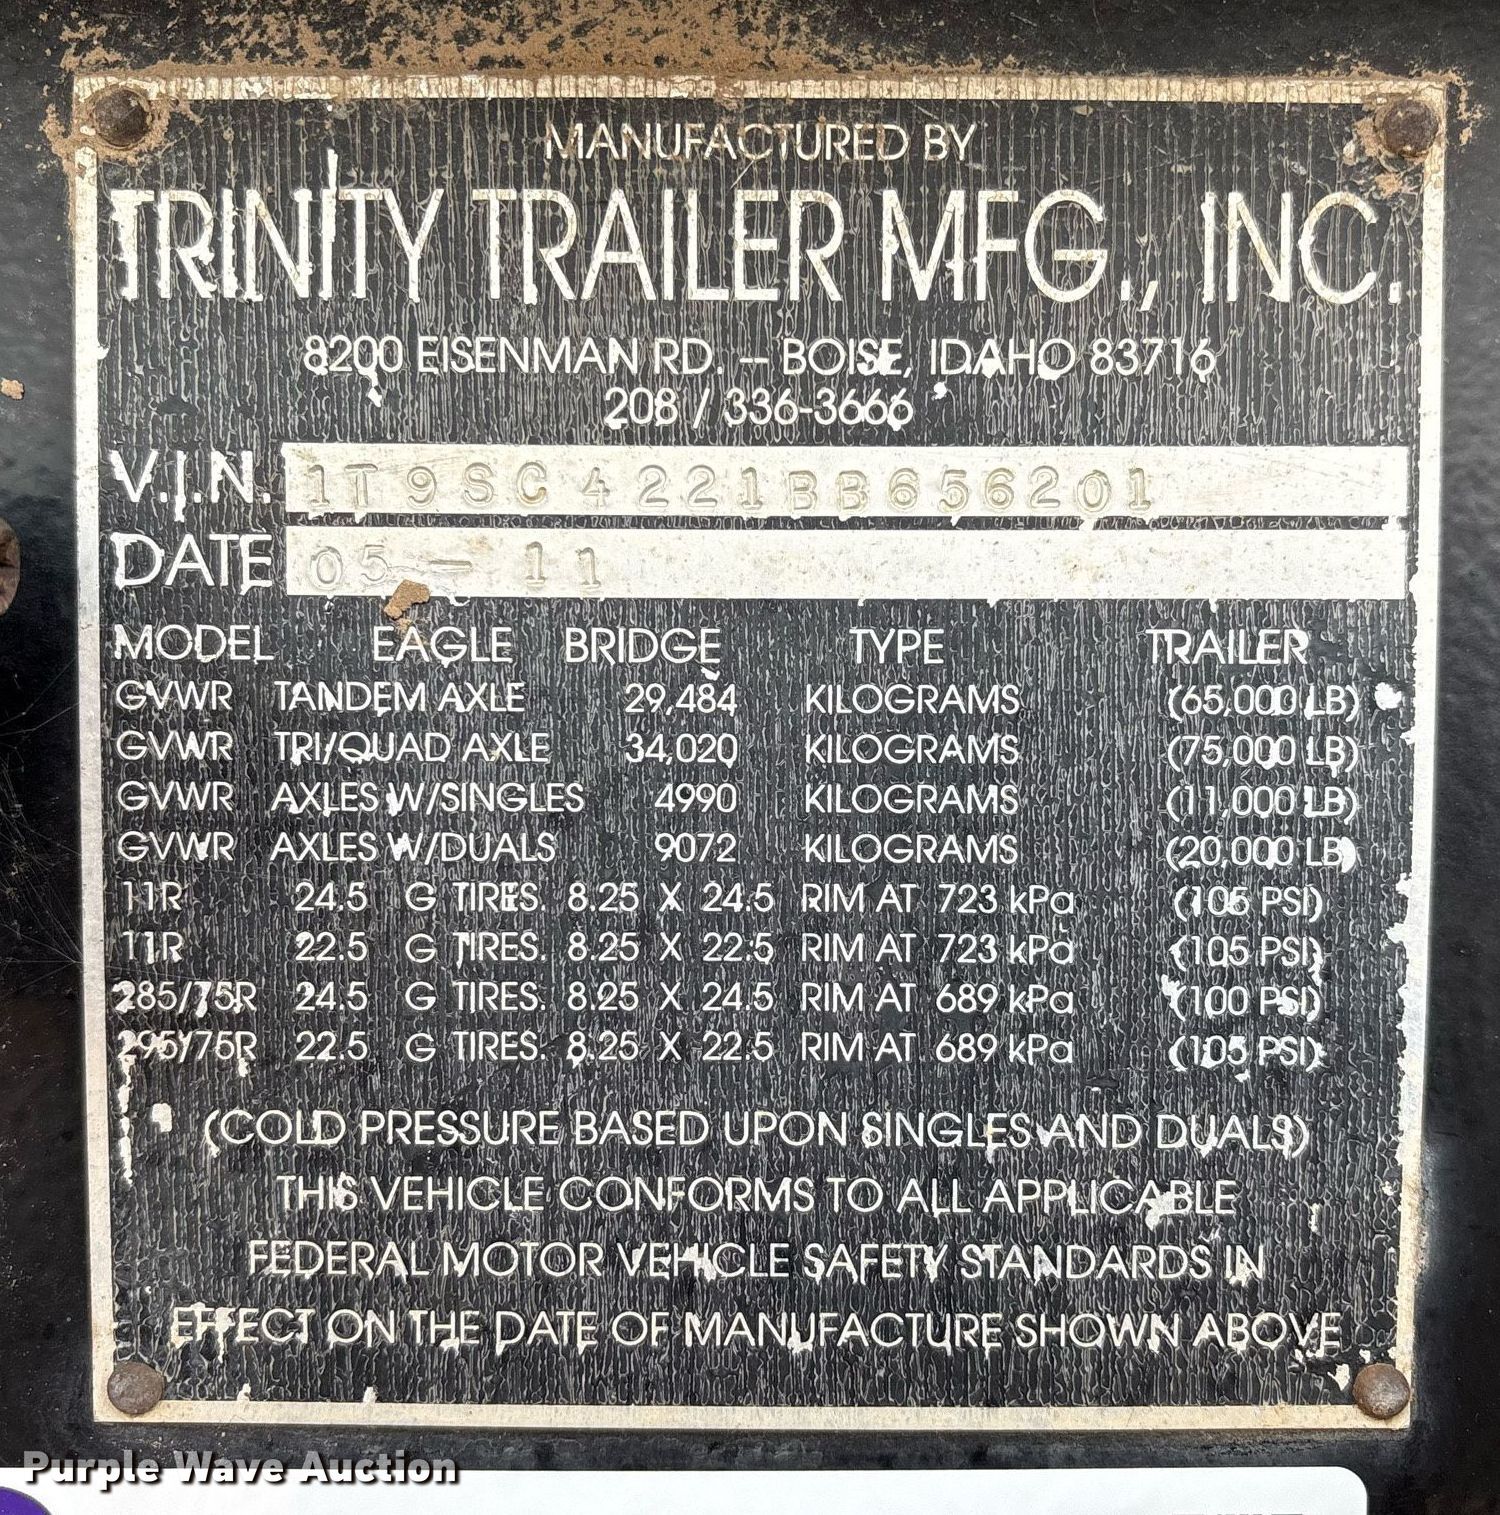 MANUFACTURED BY
TRINITY TRAILER MFG., INC.
8200 EISENMAN RD. -- BOISE, IDAHO 83716
208 / 336-3666
V.I.N. 1T9SC4221BB656201
DATE 05 - 11
MODEL EAGLE BRIDGE TYPE TRAILER
GVWR TANDEM AXLE 29,484 KILOGRAMS (65,000 LB)
GVWR TRI/QUAD AXLE 34,020 KILOGRAMS (75,000 LB)
GVWR AXLES W/SINGLES 4990 KILOGRAMS (11,000 LB)
GVWR AXLES W/DUALS 9072 KILOGRAMS (20,000 LB)
11R 24.5 G TIRES. 8.25 X 24.5 RIM AT 723 kPa (105 PSI)
11R 22.5 G TIRES. 8.25 X 22.5 RIM AT 723 kPa (105 PSI)
285/75R 24.5 G TIRES. 8.25 X 24.5 RIM AT 689 kPa (100 PSI)
295/75R 22.5 G TIRES. 8.25 X 22.5 RIM AT 689 kPa (105 PSI)
(COLD PRESSURE BASED UPON SINGLES AND DUALS)
THIS VEHICLE CONFORMS TO ALL APPLICABLE
FEDERAL MOTOR VEHICLE SAFETY STANDARDS IN
EFFECT ON THE DATE OF MANUFACTURE SHOWN ABOVE
Purple Wave Auction